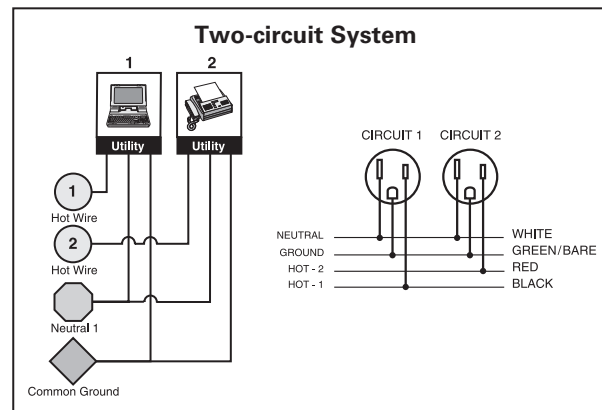 Two-circuit System
1 2
Utility Utility
1
Hot Wire
2
Hot Wire
Neutral 1
Common Ground
CIRCUIT 1 CIRCUIT 2
NEUTRAL WHITE
GROUND GREEN/BARE
HOT - 2 RED
HOT - 1 BLACK